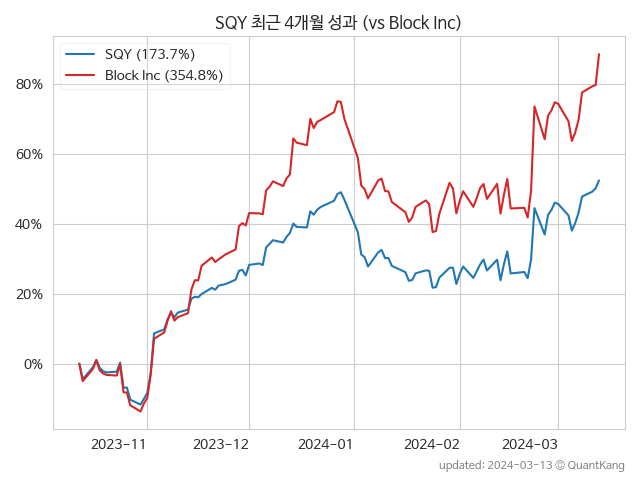 SQY 최근 4개월 성과 (vs Block Inc)
SQY (173.7%)
Block Inc (354.8%)
80%
60%
40%
20%
0%
2023-11 2023-12 2024-01 2024-02 2024-03
updated: 2024-03-13 © QuantKang